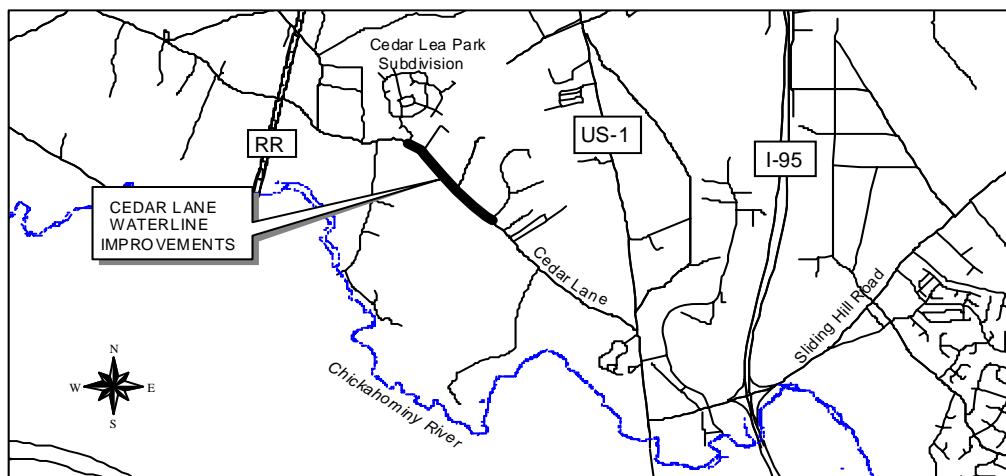 Cedar Lea Park
Subdivision
RR
US-1
I-95
CEDAR LANE
WATERLINE
IMPROVEMENTS
Cedar Lane
Sliding Hill Road
Chickahominy River
N
W
E
S